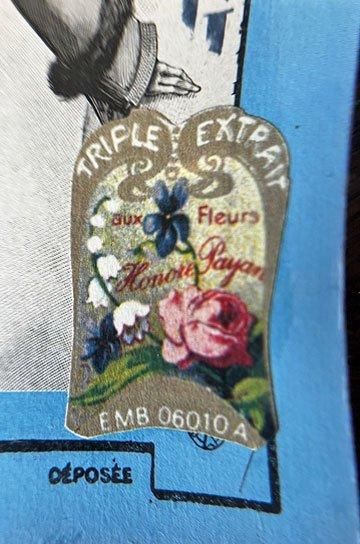 TRIPLE EXTRAIT
aux Fleurs
Honoré Payan
EMB 06010 A
DÉPOSÉE